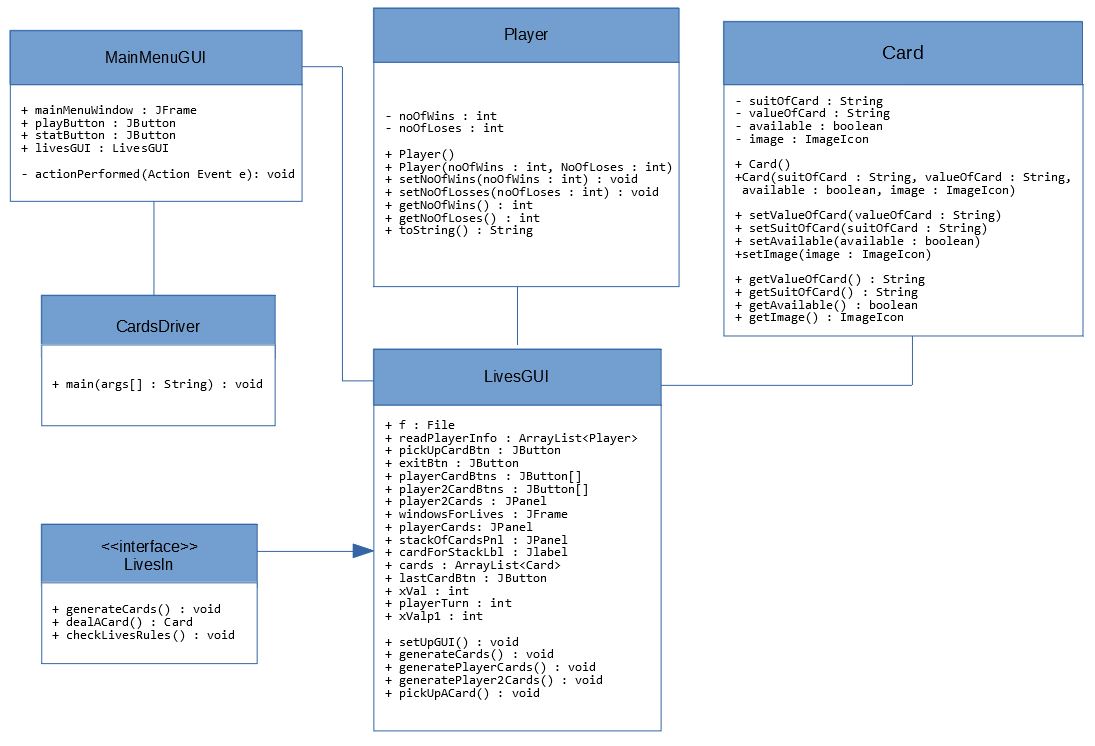 MainMenuGUI
+ mainMenuWindow : JFrame
+ playButton : JButton
+ statButton : JButton
+ livesGUI : LivesGUI
- actionPerformed(Action Event e): void
Player
- noOfWins : int
- noOfLoses : int
+ Player()
+ Player(noOfWins : int, NoOfLoses : int)
+ setNoOfWins(noOfWins : int) : void
+ setNoOfLosses(noOfLoses : int) : void
+ getNoOfWins() : int
+ getNoOfLoses() : int
+ toString() : String
Card
- suitOfCard : String
- valueOfCard : String
- available : boolean
- image : ImageIcon
+ Card()
+Card(suitOfCard : String, valueOfCard : String,
available : boolean, image : ImageIcon)
+ setValueOfCard(valueOfCard : String)
+ setSuitOfCard(suitOfCard : String)
+ setAvailable(available : boolean)
+setImage(image : ImageIcon)
+ getValueOfCard() : String
+ getSuitOfCard() : String
+ getAvailable() : boolean
+ getImage() : ImageIcon
CardsDriver
+ main(args[] : String) : void
LivesGUI
+ f : File
+ readPlayerInfo : ArrayList<Player>
+ pickUpCardBtn : JButton
+ exitBtn : JButton
+ playerCardBtns : JButton[]
+ player2CardBtns : JButton[]
+ player2Cards : JPanel
+ windowsForLives : JFrame
+ playerCards: JPanel
+ stackOfCardsPnl : JPanel
+ cardForStackLbl : Jlabel
+ cards : ArrayList<Card>
+ lastCardBtn : JButton
+ xVal : int
+ playerTurn : int
+ xValp1 : int
+ setUpGUI() : void
+ generateCards() : void
+ generatePlayerCards() : void
+ generatePlayer2Cards() : void
+ pickUpACard() : void
<<interface>>
LivesIn
+ generateCards() : void
+ dealACard() : Card
+ checkLivesRules() : void